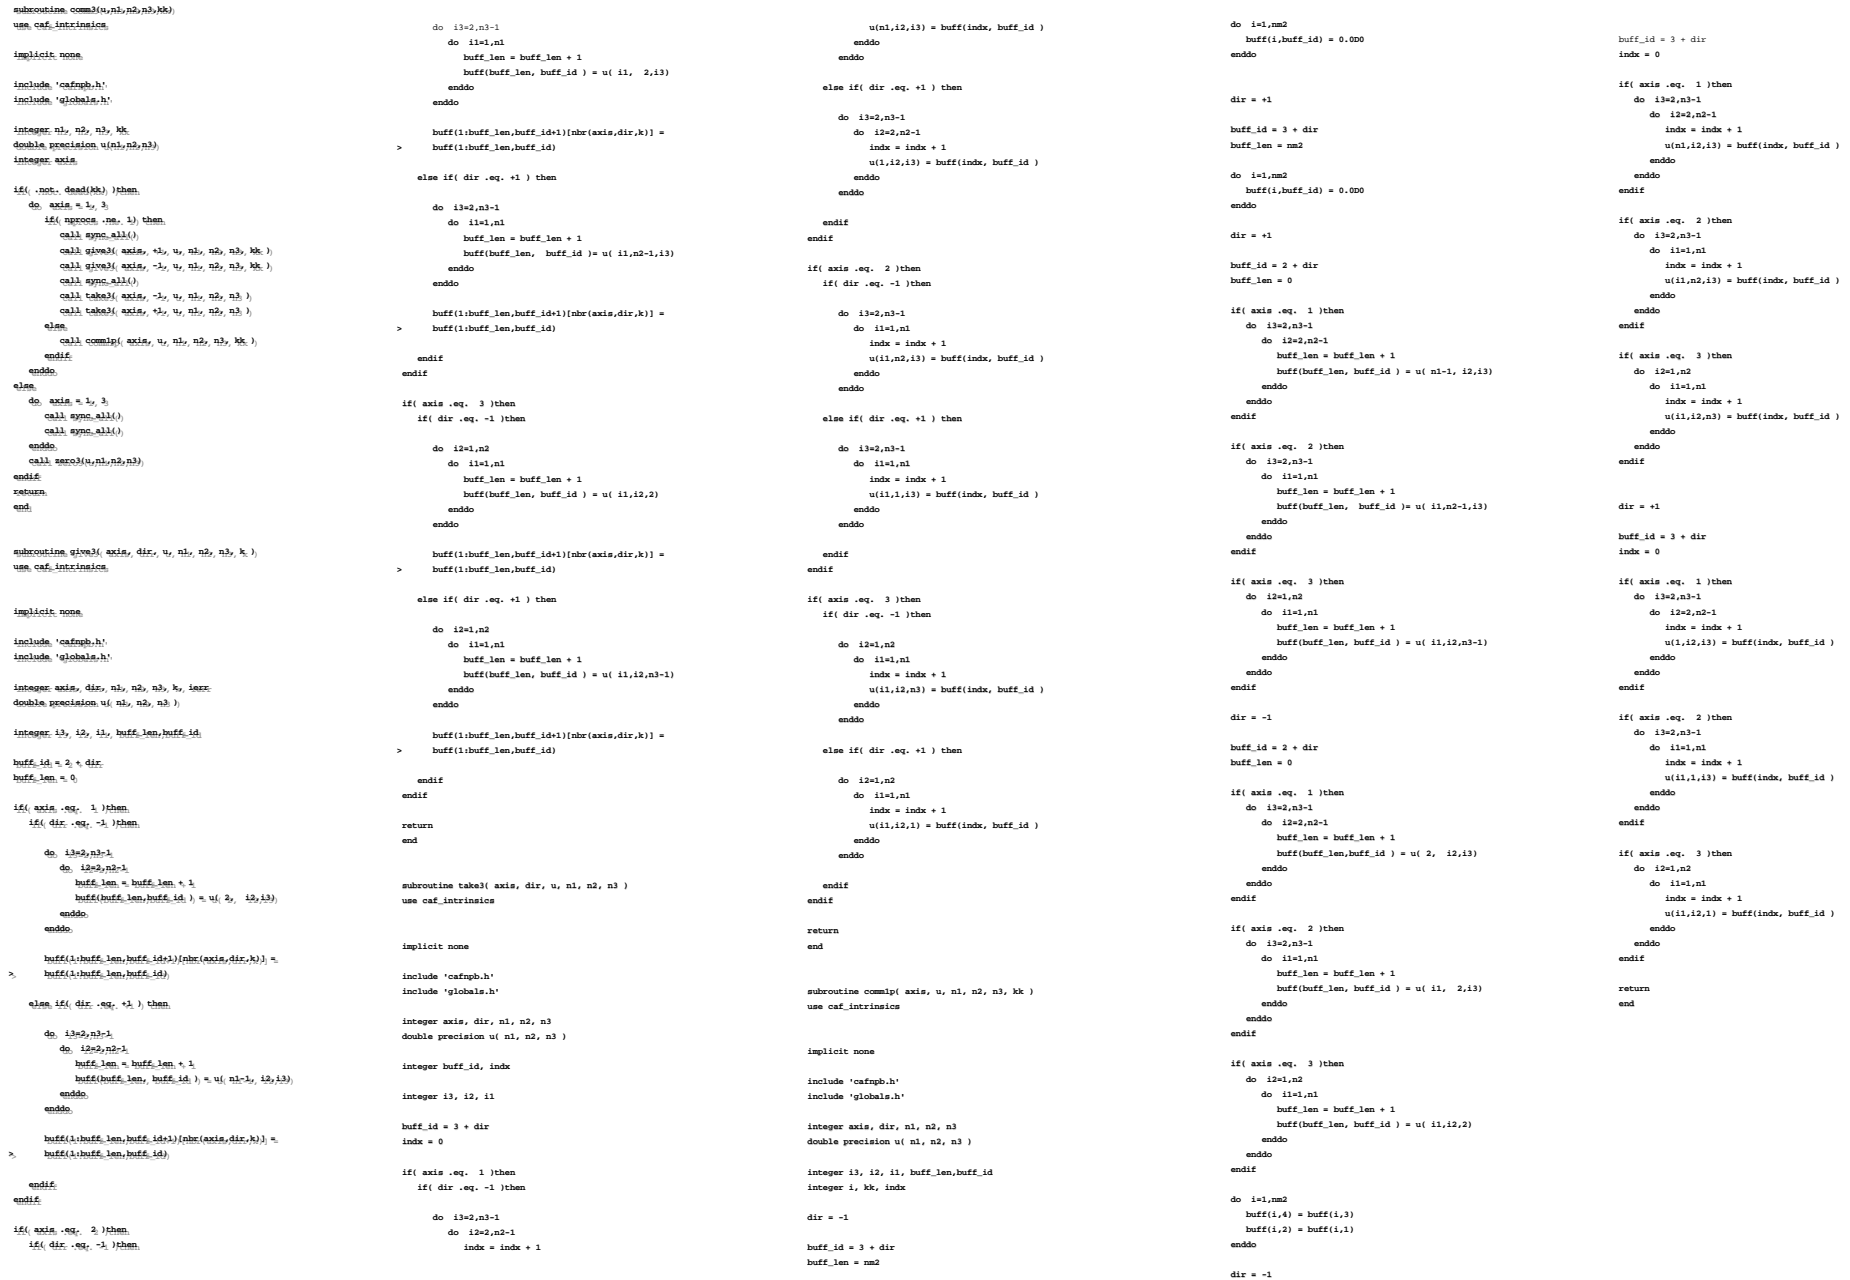 subroutine comm3(u,n1,n2,n3,kk)
use caf_intrinsics
implicit none
include 'cafnpb.h'
include 'globals.h'
integer n1, n2, n3, kk
double precision u(n1,n2,n3)
integer axis
if( .not. dead(kk) )then
do  axis = 1, 3
if( nprocs .ne. 1) then
call sync_all()
call give3( axis, +1, u, n1, n2, n3, kk )
call give3( axis, -1, u, n1, n2, n3, kk )
call sync_all()
call take3( axis, -1, u, n1, n2, n3 )
call take3( axis, +1, u, n1, n2, n3 )
else
call comm1p( axis, u, n1, n2, n3, kk )
endif
enddo
else
do  axis = 1, 3
call sync_all()
call sync_all()
enddo
call zero3(u,n1,n2,n3)
endif
return
end
subroutine give3( axis, dir, u, n1, n2, n3, k )
use caf_intrinsics
implicit none
include 'cafnpb.h'
include 'globals.h'
integer axis, dir, n1, n2, n3, k, ierr
double precision u( n1, n2, n3 )
integer i3, i2, i1, buff_len,buff_id
buff_id = 2 + dir
buff_len = 0
if( axis .eq.  1 )then
if( dir .eq. -1 )then
do  i3=2,n3-1
do  i2=2,n2-1
buff_len = buff_len + 1
buff(buff_len,buff_id ) = u( 2,  i2,i3)
enddo
enddo
buff(1:buff_len,buff_id+1)[nbr(axis,dir,k)] =
>      buff(1:buff_len,buff_id)
else if( dir .eq. +1 ) then
do  i3=2,n3-1
do  i2=2,n2-1
buff_len = buff_len + 1
buff(buff_len, buff_id ) = u( n1-1, i2,i3)
enddo
enddo
buff(1:buff_len,buff_id+1)[nbr(axis,dir,k)] =
>      buff(1:buff_len,buff_id)
endif
endif
if( axis .eq.  2 )then
if( dir .eq. -1 )then
do  i3=2,n3-1
do  i1=1,n1
buff_len = buff_len + 1
buff(buff_len, buff_id ) = u( i1,  2,i3)
enddo
enddo
buff(1:buff_len,buff_id+1)[nbr(axis,dir,k)] =
>      buff(1:buff_len,buff_id)
else if( dir .eq. +1 ) then
do  i3=2,n3-1
do  i1=1,n1
buff_len = buff_len + 1
buff(buff_len,  buff_id )= u( i1,n2-1,i3)
enddo
enddo
buff(1:buff_len,buff_id+1)[nbr(axis,dir,k)] =
>      buff(1:buff_len,buff_id)
endif
endif
if( axis .eq.  3 )then
if( dir .eq. -1 )then
do  i2=1,n2
do  i1=1,n1
buff_len = buff_len + 1
buff(buff_len, buff_id ) = u( i1,i2,2)
enddo
enddo
buff(1:buff_len,buff_id+1)[nbr(axis,dir,k)] =
>      buff(1:buff_len,buff_id)
else if( dir .eq. +1 ) then
do  i2=1,n2
do  i1=1,n1
buff_len = buff_len + 1
buff(buff_len, buff_id ) = u( i1,i2,n3-1)
enddo
enddo
buff(1:buff_len,buff_id+1)[nbr(axis,dir,k)] =
>      buff(1:buff_len,buff_id)
endif
endif
return
end
subroutine take3( axis, dir, u, n1, n2, n3 )
use caf_intrinsics
implicit none
include 'cafnpb.h'
include 'globals.h'
integer axis, dir, n1, n2, n3
double precision u( n1, n2, n3 )
integer buff_id, indx
integer i3, i2, i1
buff_id = 3 + dir
indx = 0
if( axis .eq.  1 )then
if( dir .eq. -1 )then
do  i3=2,n3-1
do  i2=2,n2-1
indx = indx + 1
u(n1,i2,i3) = buff(indx, buff_id )
enddo
enddo
else if( dir .eq. +1 ) then
do  i3=2,n3-1
do  i2=2,n2-1
indx = indx + 1
u(1,i2,i3) = buff(indx, buff_id )
enddo
enddo
endif
endif
if( axis .eq.  2 )then
if( dir .eq. -1 )then
do  i3=2,n3-1
do  i1=1,n1
indx = indx + 1
u(i1,n2,i3) = buff(indx, buff_id )
enddo
enddo
else if( dir .eq. +1 ) then
do  i3=2,n3-1
do  i1=1,n1
indx = indx + 1
u(i1,1,i3) = buff(indx, buff_id )
enddo
enddo
endif
endif
if( axis .eq.  3 )then
if( dir .eq. -1 )then
do  i2=1,n2
do  i1=1,n1
indx = indx + 1
u(i1,i2,n3) = buff(indx, buff_id )
enddo
enddo
else if( dir .eq. +1 ) then
do  i2=1,n2
do  i1=1,n1
indx = indx + 1
u(i1,i2,1) = buff(indx, buff_id )
enddo
enddo
endif
endif
return
end
subroutine comm1p( axis, u, n1, n2, n3, kk )
use caf_intrinsics
implicit none
include 'cafnpb.h'
include 'globals.h'
integer axis, dir, n1, n2, n3
double precision u( n1, n2, n3 )
integer i3, i2, i1, buff_len,buff_id
integer i, kk, indx
dir = -1
buff_id = 3 + dir
buff_len = nm2
do  i=1,nm2
buff(i,buff_id) = 0.0D0
enddo
dir = +1
buff_id = 3 + dir
buff_len = nm2
do  i=1,nm2
buff(i,buff_id) = 0.0D0
enddo
dir = +1
buff_id = 2 + dir
buff_len = 0
if( axis .eq.  1 )then
do  i3=2,n3-1
do  i2=2,n2-1
buff_len = buff_len + 1
buff(buff_len, buff_id ) = u( n1-1, i2,i3)
enddo
enddo
endif
if( axis .eq.  2 )then
do  i3=2,n3-1
do  i1=1,n1
buff_len = buff_len + 1
buff(buff_len,  buff_id )= u( i1,n2-1,i3)
enddo
enddo
endif
if( axis .eq.  3 )then
do  i2=1,n2
do  i1=1,n1
buff_len = buff_len + 1
buff(buff_len, buff_id ) = u( i1,i2,n3-1)
enddo
enddo
endif
dir = -1
buff_id = 2 + dir
buff_len = 0
if( axis .eq.  1 )then
do  i3=2,n3-1
do  i2=2,n2-1
buff_len = buff_len + 1
buff(buff_len,buff_id ) = u( 2,  i2,i3)
enddo
enddo
endif
if( axis .eq.  2 )then
do  i3=2,n3-1
do  i1=1,n1
buff_len = buff_len + 1
buff(buff_len, buff_id ) = u( i1,  2,i3)
enddo
enddo
endif
if( axis .eq.  3 )then
do  i2=1,n2
do  i1=1,n1
buff_len = buff_len + 1
buff(buff_len, buff_id ) = u( i1,i2,2)
enddo
enddo
endif
do  i=1,nm2
buff(i,4) = buff(i,3)
buff(i,2) = buff(i,1)
enddo
dir = -1
buff_id = 3 + dir
indx = 0
if( axis .eq.  1 )then
do  i3=2,n3-1
do  i2=2,n2-1
indx = indx + 1
u(n1,i2,i3) = buff(indx, buff_id )
enddo
enddo
endif
if( axis .eq.  2 )then
do  i3=2,n3-1
do  i1=1,n1
indx = indx + 1
u(i1,n2,i3) = buff(indx, buff_id )
enddo
enddo
endif
if( axis .eq.  3 )then
do  i2=1,n2
do  i1=1,n1
indx = indx + 1
u(i1,i2,n3) = buff(indx, buff_id )
enddo
enddo
endif
dir = +1
buff_id = 3 + dir
indx = 0
if( axis .eq.  1 )then
do  i3=2,n3-1
do  i2=2,n2-1
indx = indx + 1
u(1,i2,i3) = buff(indx, buff_id )
enddo
enddo
endif
if( axis .eq.  2 )then
do  i3=2,n3-1
do  i1=1,n1
indx = indx + 1
u(i1,1,i3) = buff(indx, buff_id )
enddo
enddo
endif
if( axis .eq.  3 )then
do  i2=1,n2
do  i1=1,n1
indx = indx + 1
u(i1,i2,1) = buff(indx, buff_id )
enddo
enddo
endif
return
end